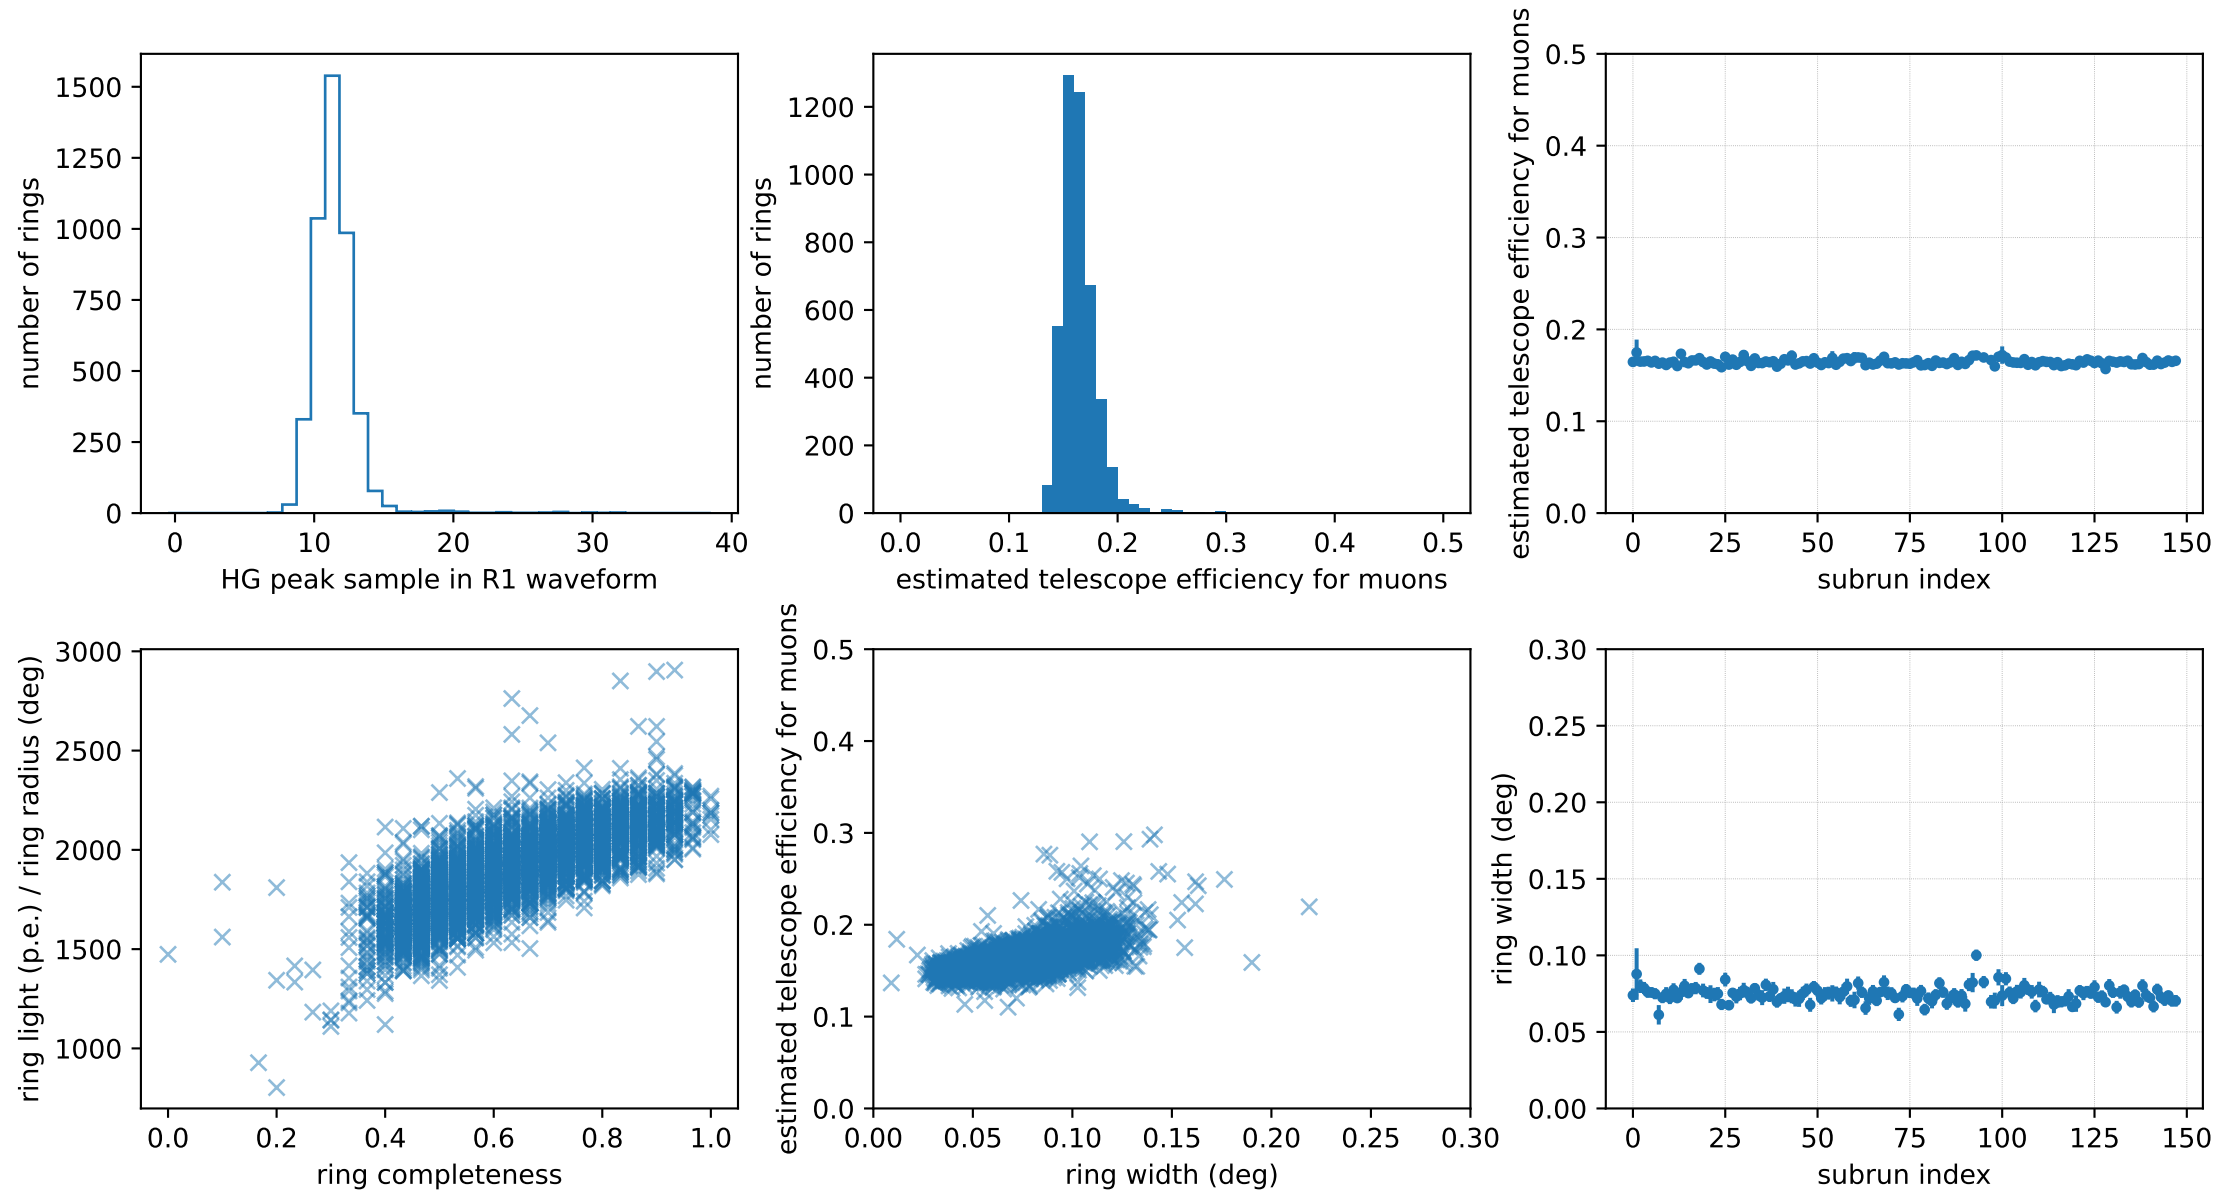 number of rings
1500
1250
1000
750
500
250
0
0 10 20 30 40
HG peak sample in R1 waveform
number of rings
1200
1000
800
600
400
200
0
0.0 0.1 0.2 0.3 0.4 0.5
estimated telescope efficiency for muons
estimated telescope efficiency for muons
0.5
0.4
0.3
0.2
0.1
0.0
0 25 50 75 100 125 150
subrun index
ring light (p.e.) / ring radius (deg)
3000
2500
2000
1500
1000
0.0 0.2 0.4 0.6 0.8 1.0
ring completeness
estimated telescope efficiency for muons
0.5
0.4
0.3
0.2
0.1
0.0
0.00 0.05 0.10 0.15 0.20 0.25 0.30
ring width (deg)
ring width (deg)
0.30
0.25
0.20
0.15
0.10
0.05
0.00
0 25 50 75 100 125 150
subrun index